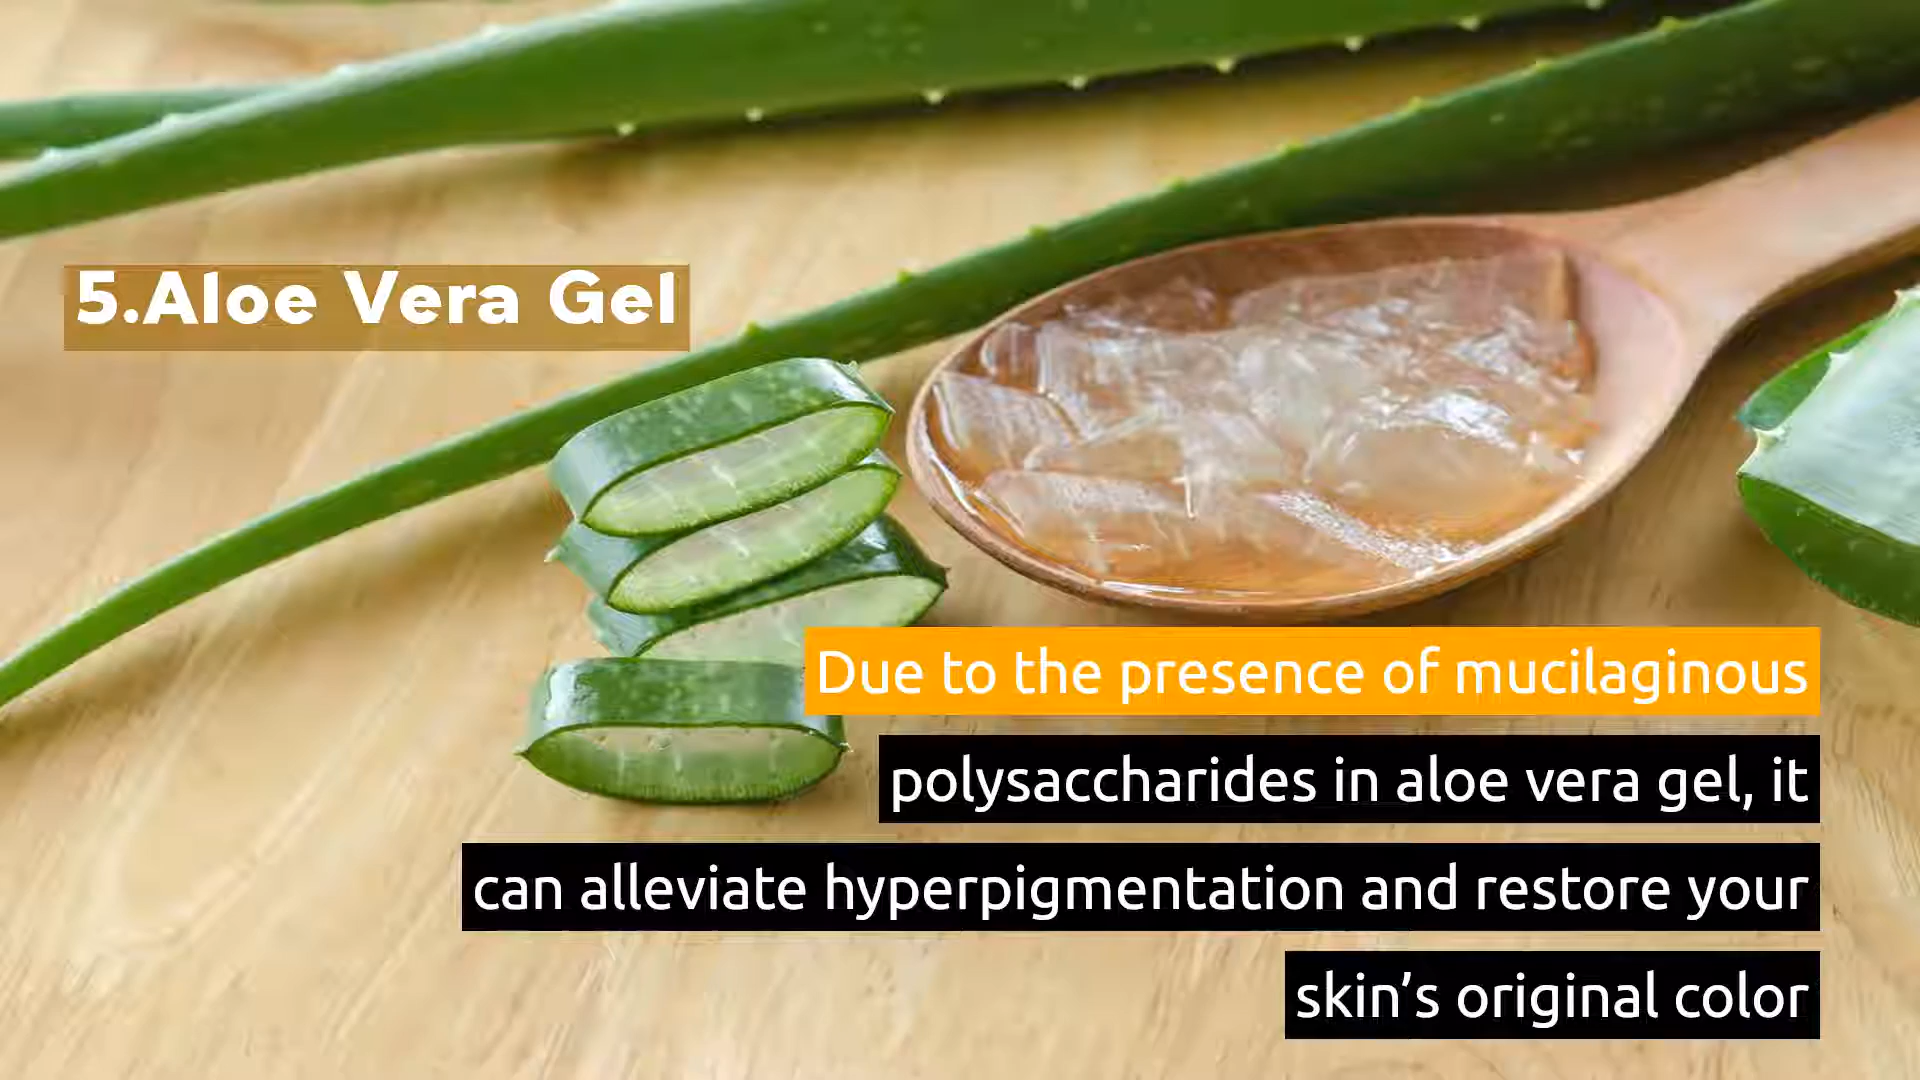 5.Aloe Vera Gel
Due to the presence of mucilaginous
polysaccharides in aloe vera gel, it
can alleviate hyperpigmentation and restore your
skin’s original color